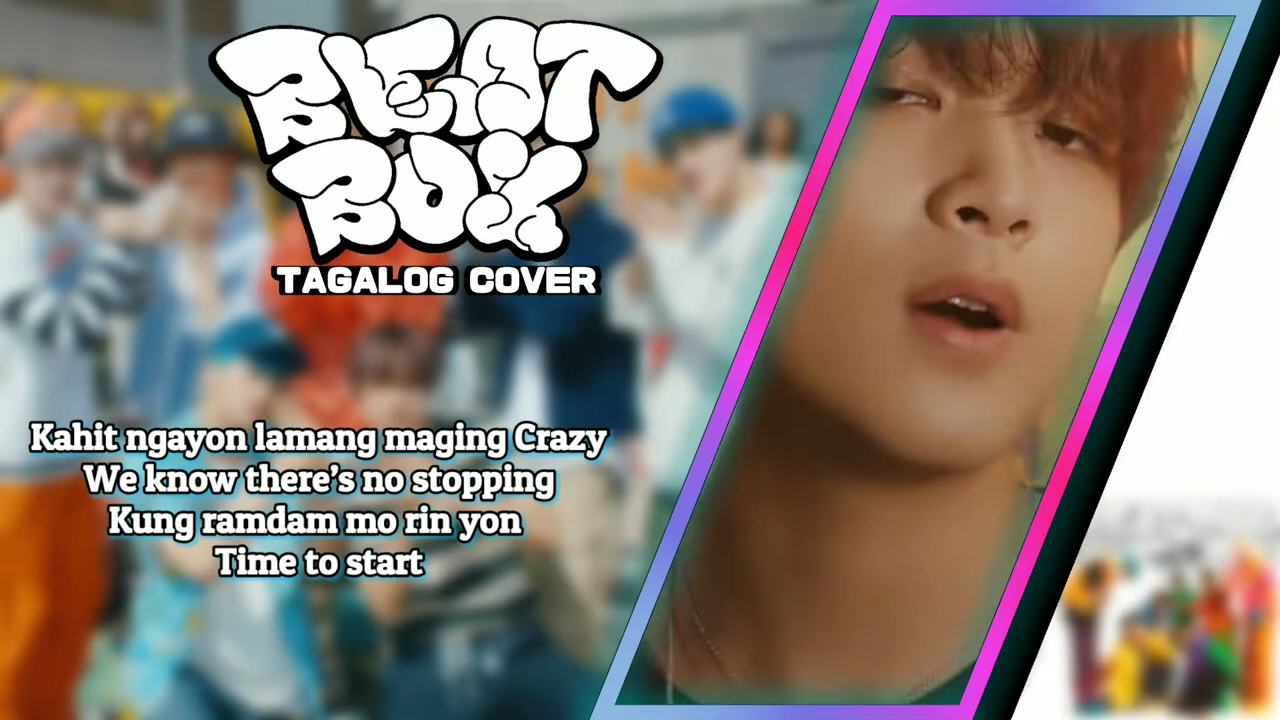 BEAT
BOX
TAGALOG COVER
Kahit ngayon lamang maging Crazy
We know there's no stopping
Kung ramdam mo rin yon
Time to start